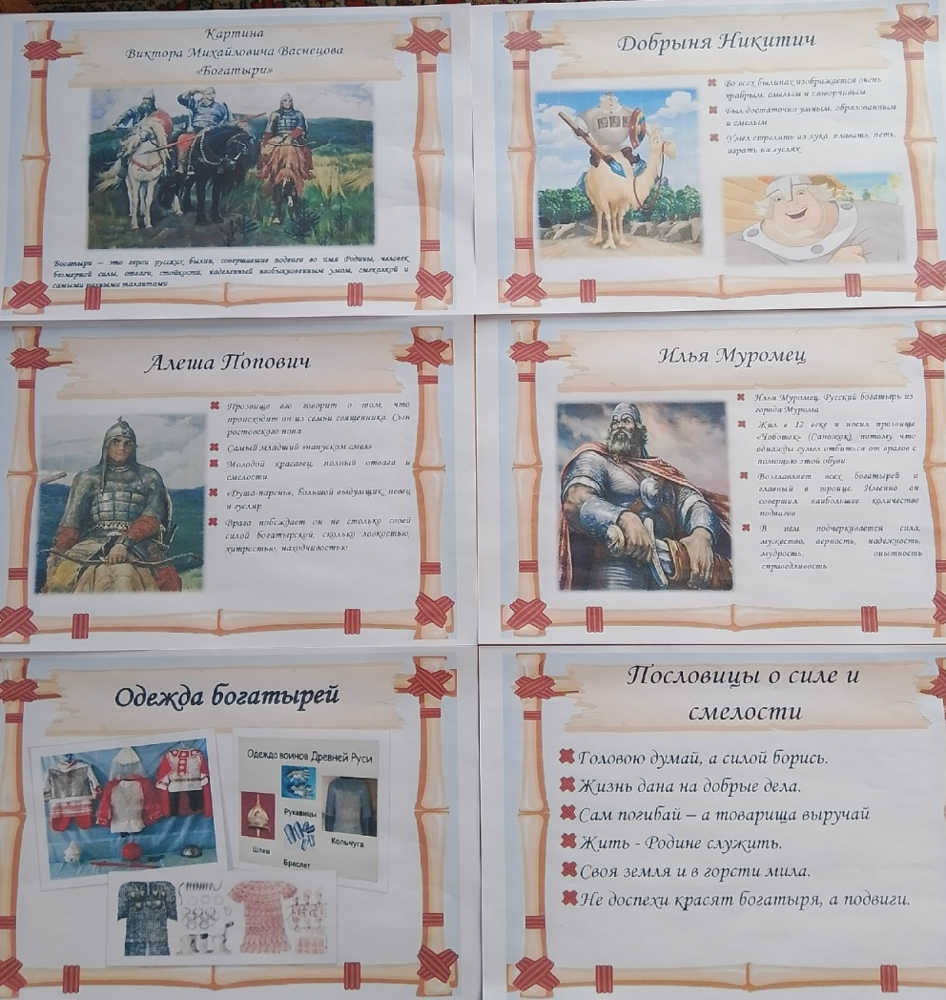 Картина
Виктора Михайловича Васнецова
«Богатыри»
Богатыри – это герои русских былин, совершавшие подвиги во имя Родины, человек
безмерной силы, отваги, стойкости, наделенный необыкновенным умом, смекалкой и
самыми разными талантами
Добрыня Никитич
Во всех былинах изображается очень
храбрым, смелым и сговорчивым
Был достаточно умным, образованным
и смелым
Умел стрелять из лука, плавать, петь,
играть на гуслях
Алеша Попович
Прозвище его говорит о том, что
происходит он из семьи священника. Сын
ростовского попа
Самый младший «напуском смел»
Молодой красавец, полный отваги и
смелости
«Душа-парень», большой выдумщик, певец
и гусляр
Врага побеждает он не столько своей
силой богатырской, сколько ловкостью,
хитростью, находчивостью
Илья Муромец
Илья Муромец. Русский богатырь из
города Мурома
Жил в 12 веке и носил прозвище
«Чоботок» (Сапожок), потому что
однажды сумел отбиться от врагов с
помощью этой обуви
Возглавляет всех богатырей и
главный в троице. Именно он
совершил наибольшее количество
подвигов
В нем подчеркивается сила,
мужество, верность, надежность,
мудрость, опытность
справедливость
Одежда богатырей
Одежда воинов Древней Руси
Рукавицы
Шлем
Кольчуга
Браслет
Пословицы о силе и
смелости
Головою думай, а силой борись.
Жизнь дана на добрые дела.
Сам погибай – а товарища выручай
Жить - Родине служить.
Своя земля и в горсти мила.
Не доспехи красят богатыря, а подвиги.